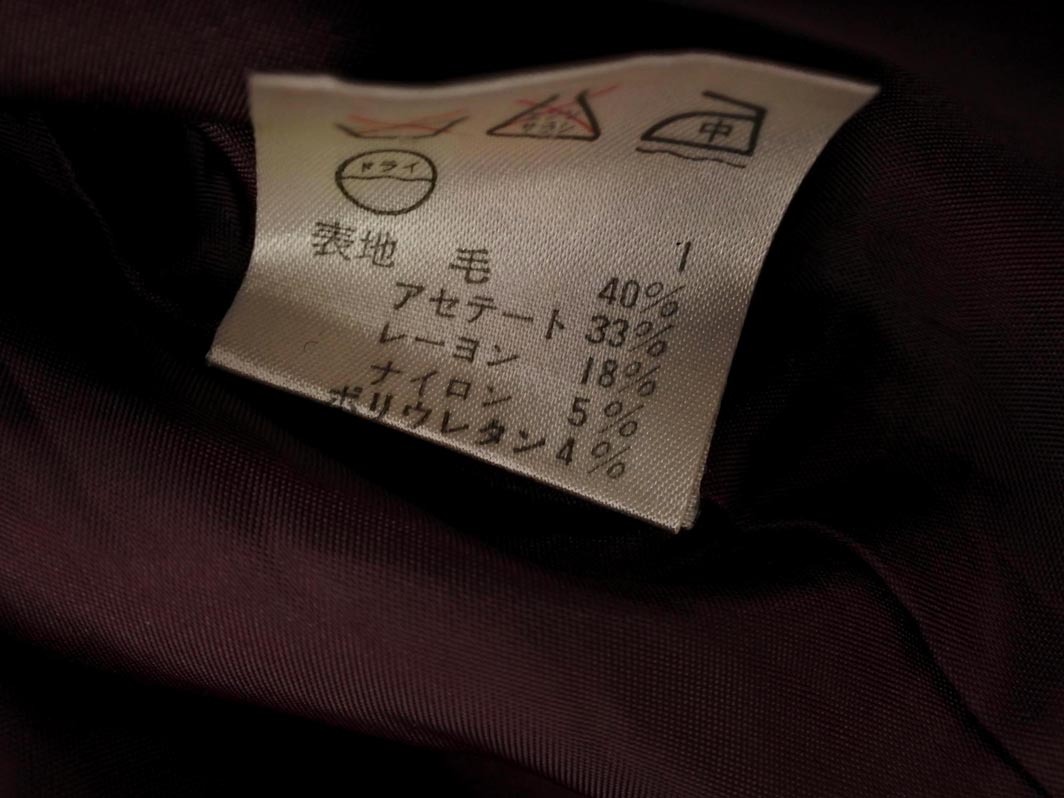 中
ドライ
表地 毛 1
40%
アセテート 33%
レーヨン 18%
ナイロン 5%
ポリウレタン 4%